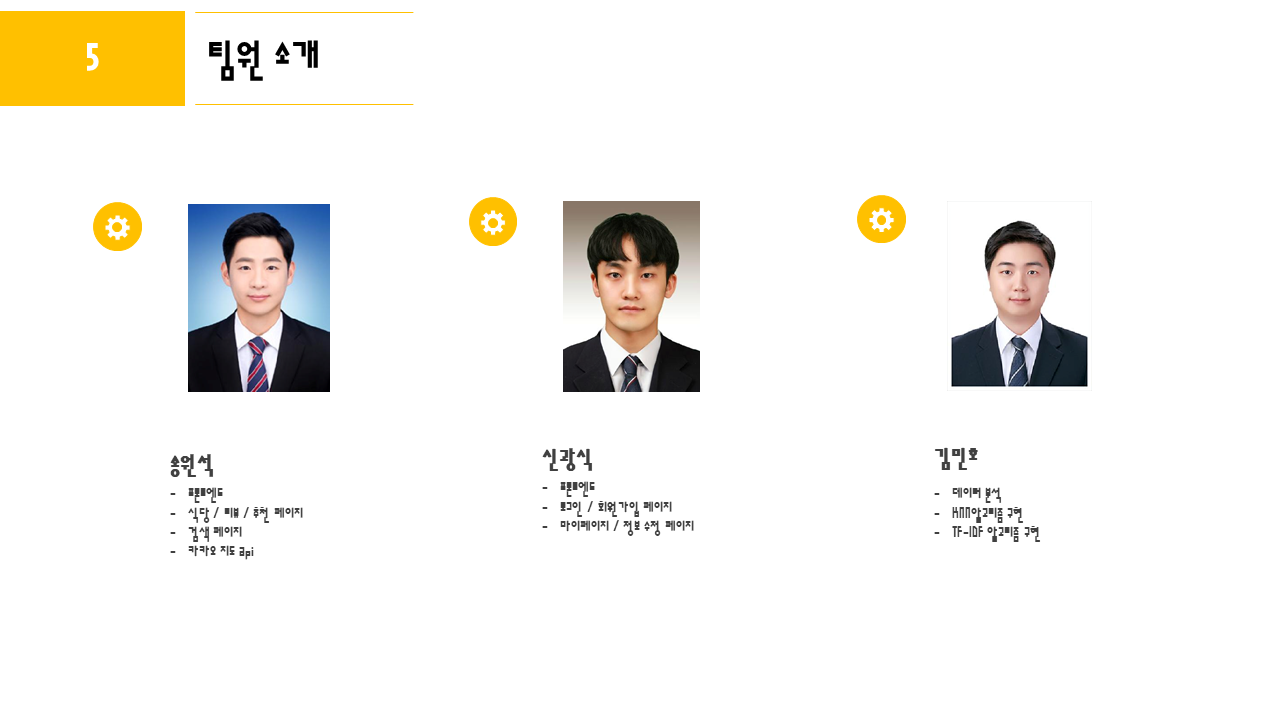 5
팀원 소개
송원석
- 프론트엔드
- 식당 / 리뷰 / 추천 페이지
- 검색 페이지
- 카카오 지도 api
신광식
- 프론트엔드
- 로그인 / 회원가입 페이지
- 마이페이지 / 정보 수정 페이지
김민호
- 데이터 분석
- KNN알고리즘 구현
- TF-IDF 알고리즘 구현